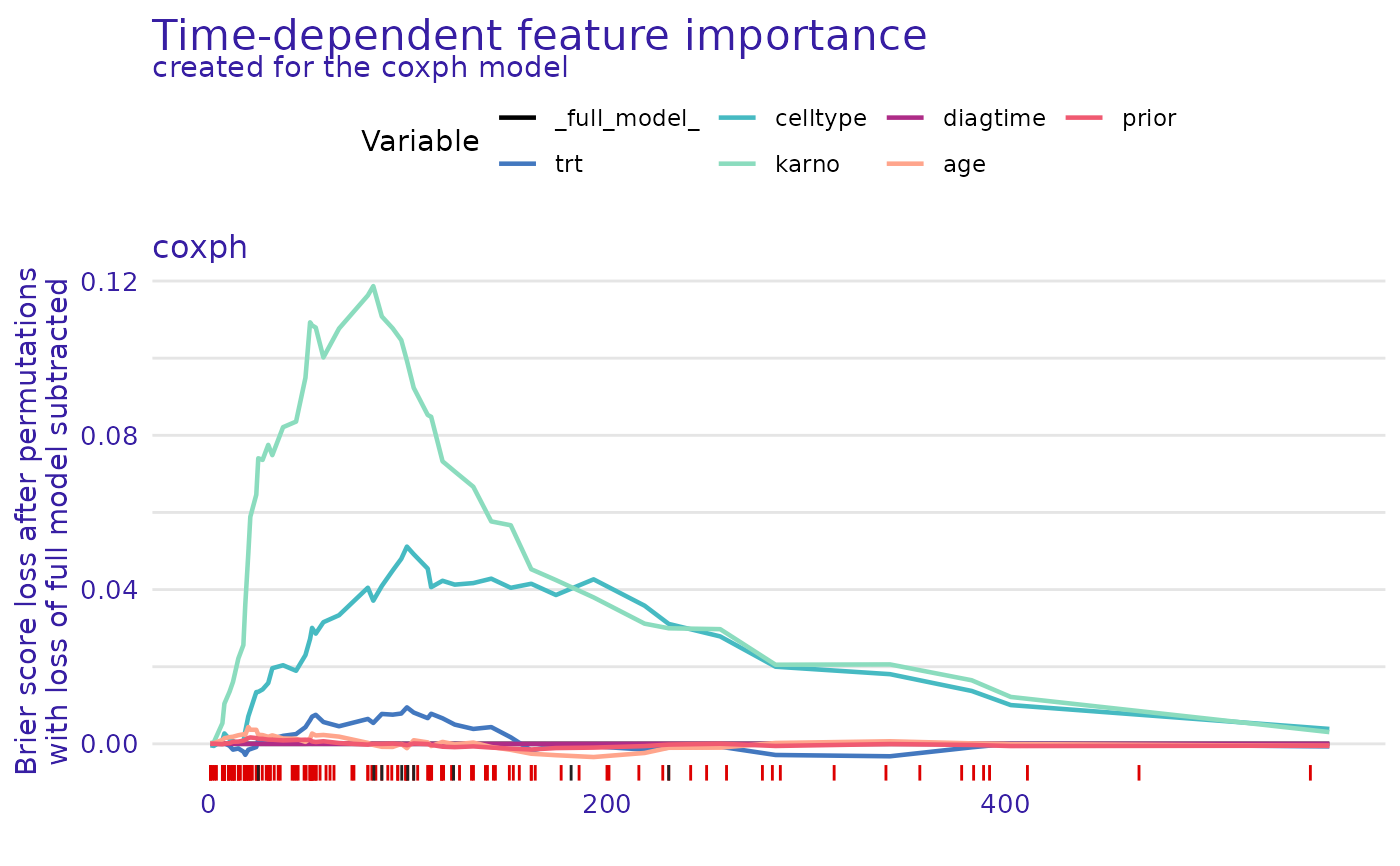 Time-dependent feature importance
created for the coxph model
Variable
_full_model_ celltype diagtime prior
trt karno age
coxph
Brier score loss after permutations
with loss of full model subtracted
0.12
0.08
0.04
0.00
0 200 400